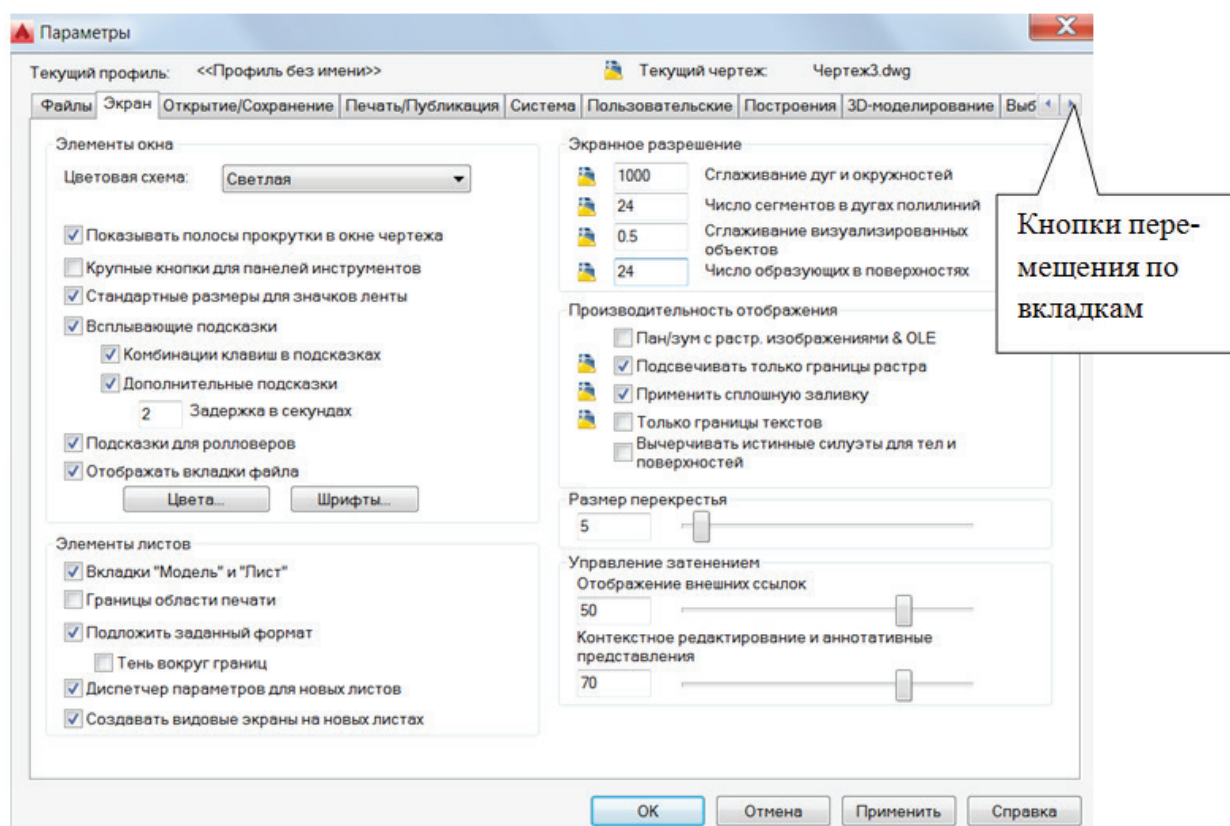 Параметры
Текущий профиль: <<Профиль без имени>> Текущий чертеж: Чертеж3.dwg
Файлы Экран Открытие/Сохранение Печать/Публикация Система Пользовательские Построения 3D-моделирование Выб
Элементы окна
Цветовая схема: Светлая
Показывать полосы прокрутки в окне чертежа
Крупные кнопки для панелей инструментов
Стандартные размеры для значков ленты
Всплывающие подсказки
Комбинации клавиш в подсказках
Дополнительные подсказки
2 Задержка в секундах
Подсказки для ролловеров
Отображать вкладки файла
Цвета... Шрифты...
Элементы листов
Вкладки "Модель" и "Лист"
Границы области печати
Подложить заданный формат
Тень вокруг границ
Диспетчер параметров для новых листов
Создавать видовые экраны на новых листах
Экранное разрешение
1000 Сглаживание дуг и окружностей
24 Число сегментов в дугах полилиний
0.5 Сглаживание визуализированных
объектов
24 Число образующих в поверхностях
Производительность отображения
Пан/зум с растр. изображениями & OLE
Подсвечивать только границы растра
Применить сплошную заливку
Только границы текстов
Вычерчивать истинные силуэты для тел и
поверхностей
Размер перекрестья
5
Управление затенением
Отображение внешних ссылок
50
Контекстное редактирование и аннотативные
представления
70
OK Отмена Применить Справка
Кнопки пере-
мещения по
вкладкам